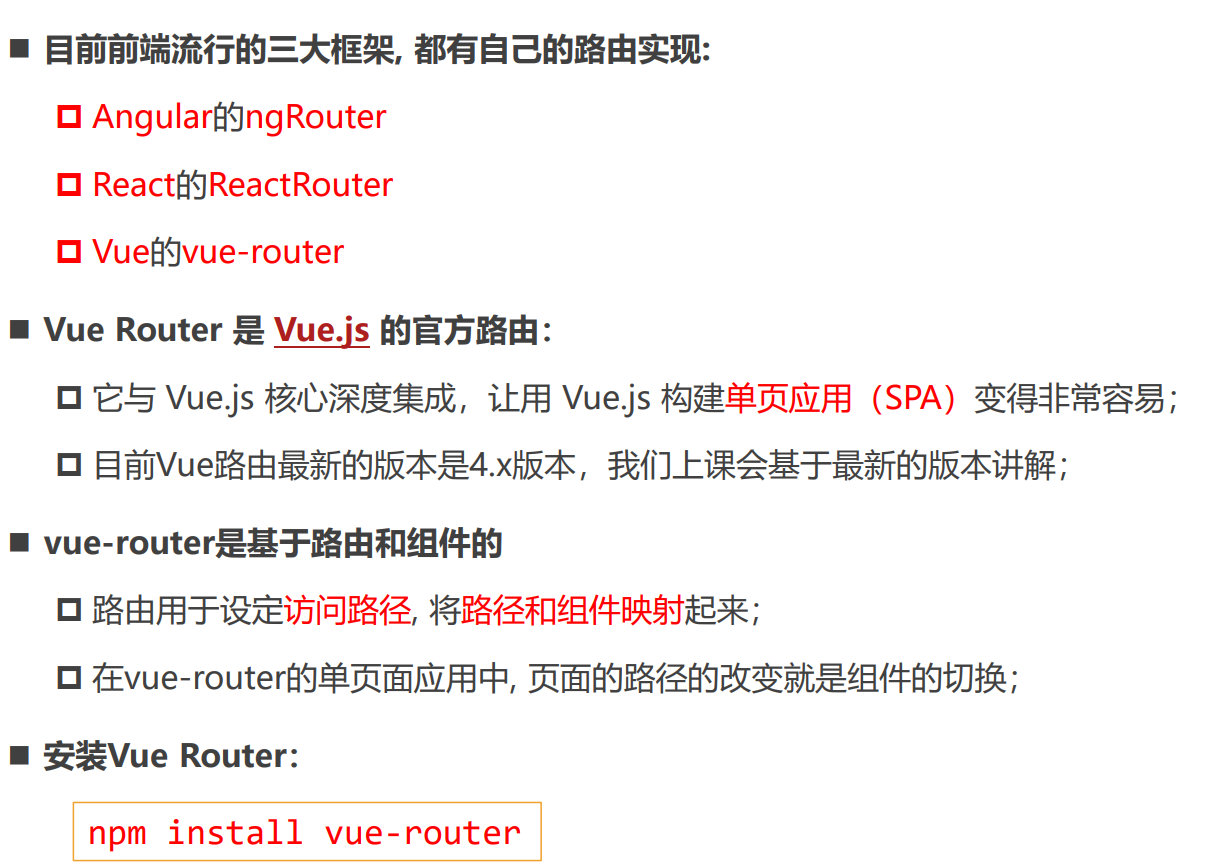 目前前端流行的三大框架, 都有自己的路由实现:
Angular的ngRouter
React的ReactRouter
Vue的vue-router
Vue Router 是 Vue.js 的官方路由：
它与 Vue.js 核心深度集成，让用 Vue.js 构建单页应用（SPA）变得非常容易；
目前Vue路由最新的版本是4.x版本，我们上课会基于最新的版本讲解；
vue-router是基于路由和组件的
路由用于设定访问路径, 将路径和组件映射起来；
在vue-router的单页面应用中, 页面的路径的改变就是组件的切换；
安装Vue Router：
npm install vue-router